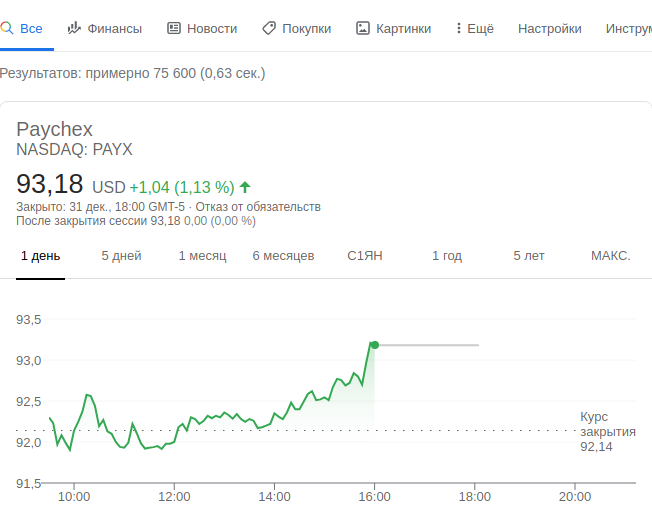 Все Финансы Новости Покупки Картинки Ещё Настройки Инструм
Результатов: примерно 75 600 (0,63 сек.)
Paychex
NASDAQ: PAYX
93,18 USD +1,04 (1,13 %)
Закрыто: 31 дек., 18:00 GMT-5 · Отказ от обязательств
После закрытия сессии 93,18 0,00 (0,00 %)
1 день 5 дней 1 месяц 6 месяцев С1ЯН 1 год 5 лет МАКС.
93,5
93,0
92,5
92,0
91,5
Курс
закрытия
92,14
10:00 12:00 14:00 16:00 18:00 20:00